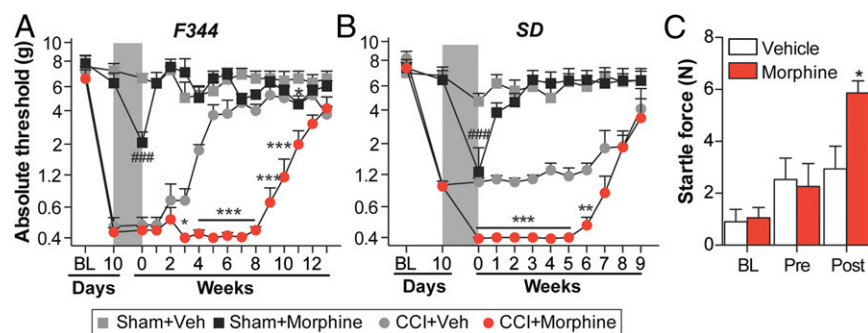 A
F344
Absolute threshold (g)
10
8
6
4
2
1.2
0.6
0.4
###
*
***
***
***
*
BL 10 0 2 4 6 8 10 12
Days Weeks
B
SD
10
8
6
4
2
1.2
0.6
0.4
###
***
**
BL 10 0 1 2 3 4 5 6 7 8 9
Days Weeks
Sham+Veh Sham+Morphine CCI+Veh CCI+Morphine
C
Startle force (N)
8
6
4
2
0
Vehicle
Morphine
*
BL Pre Post